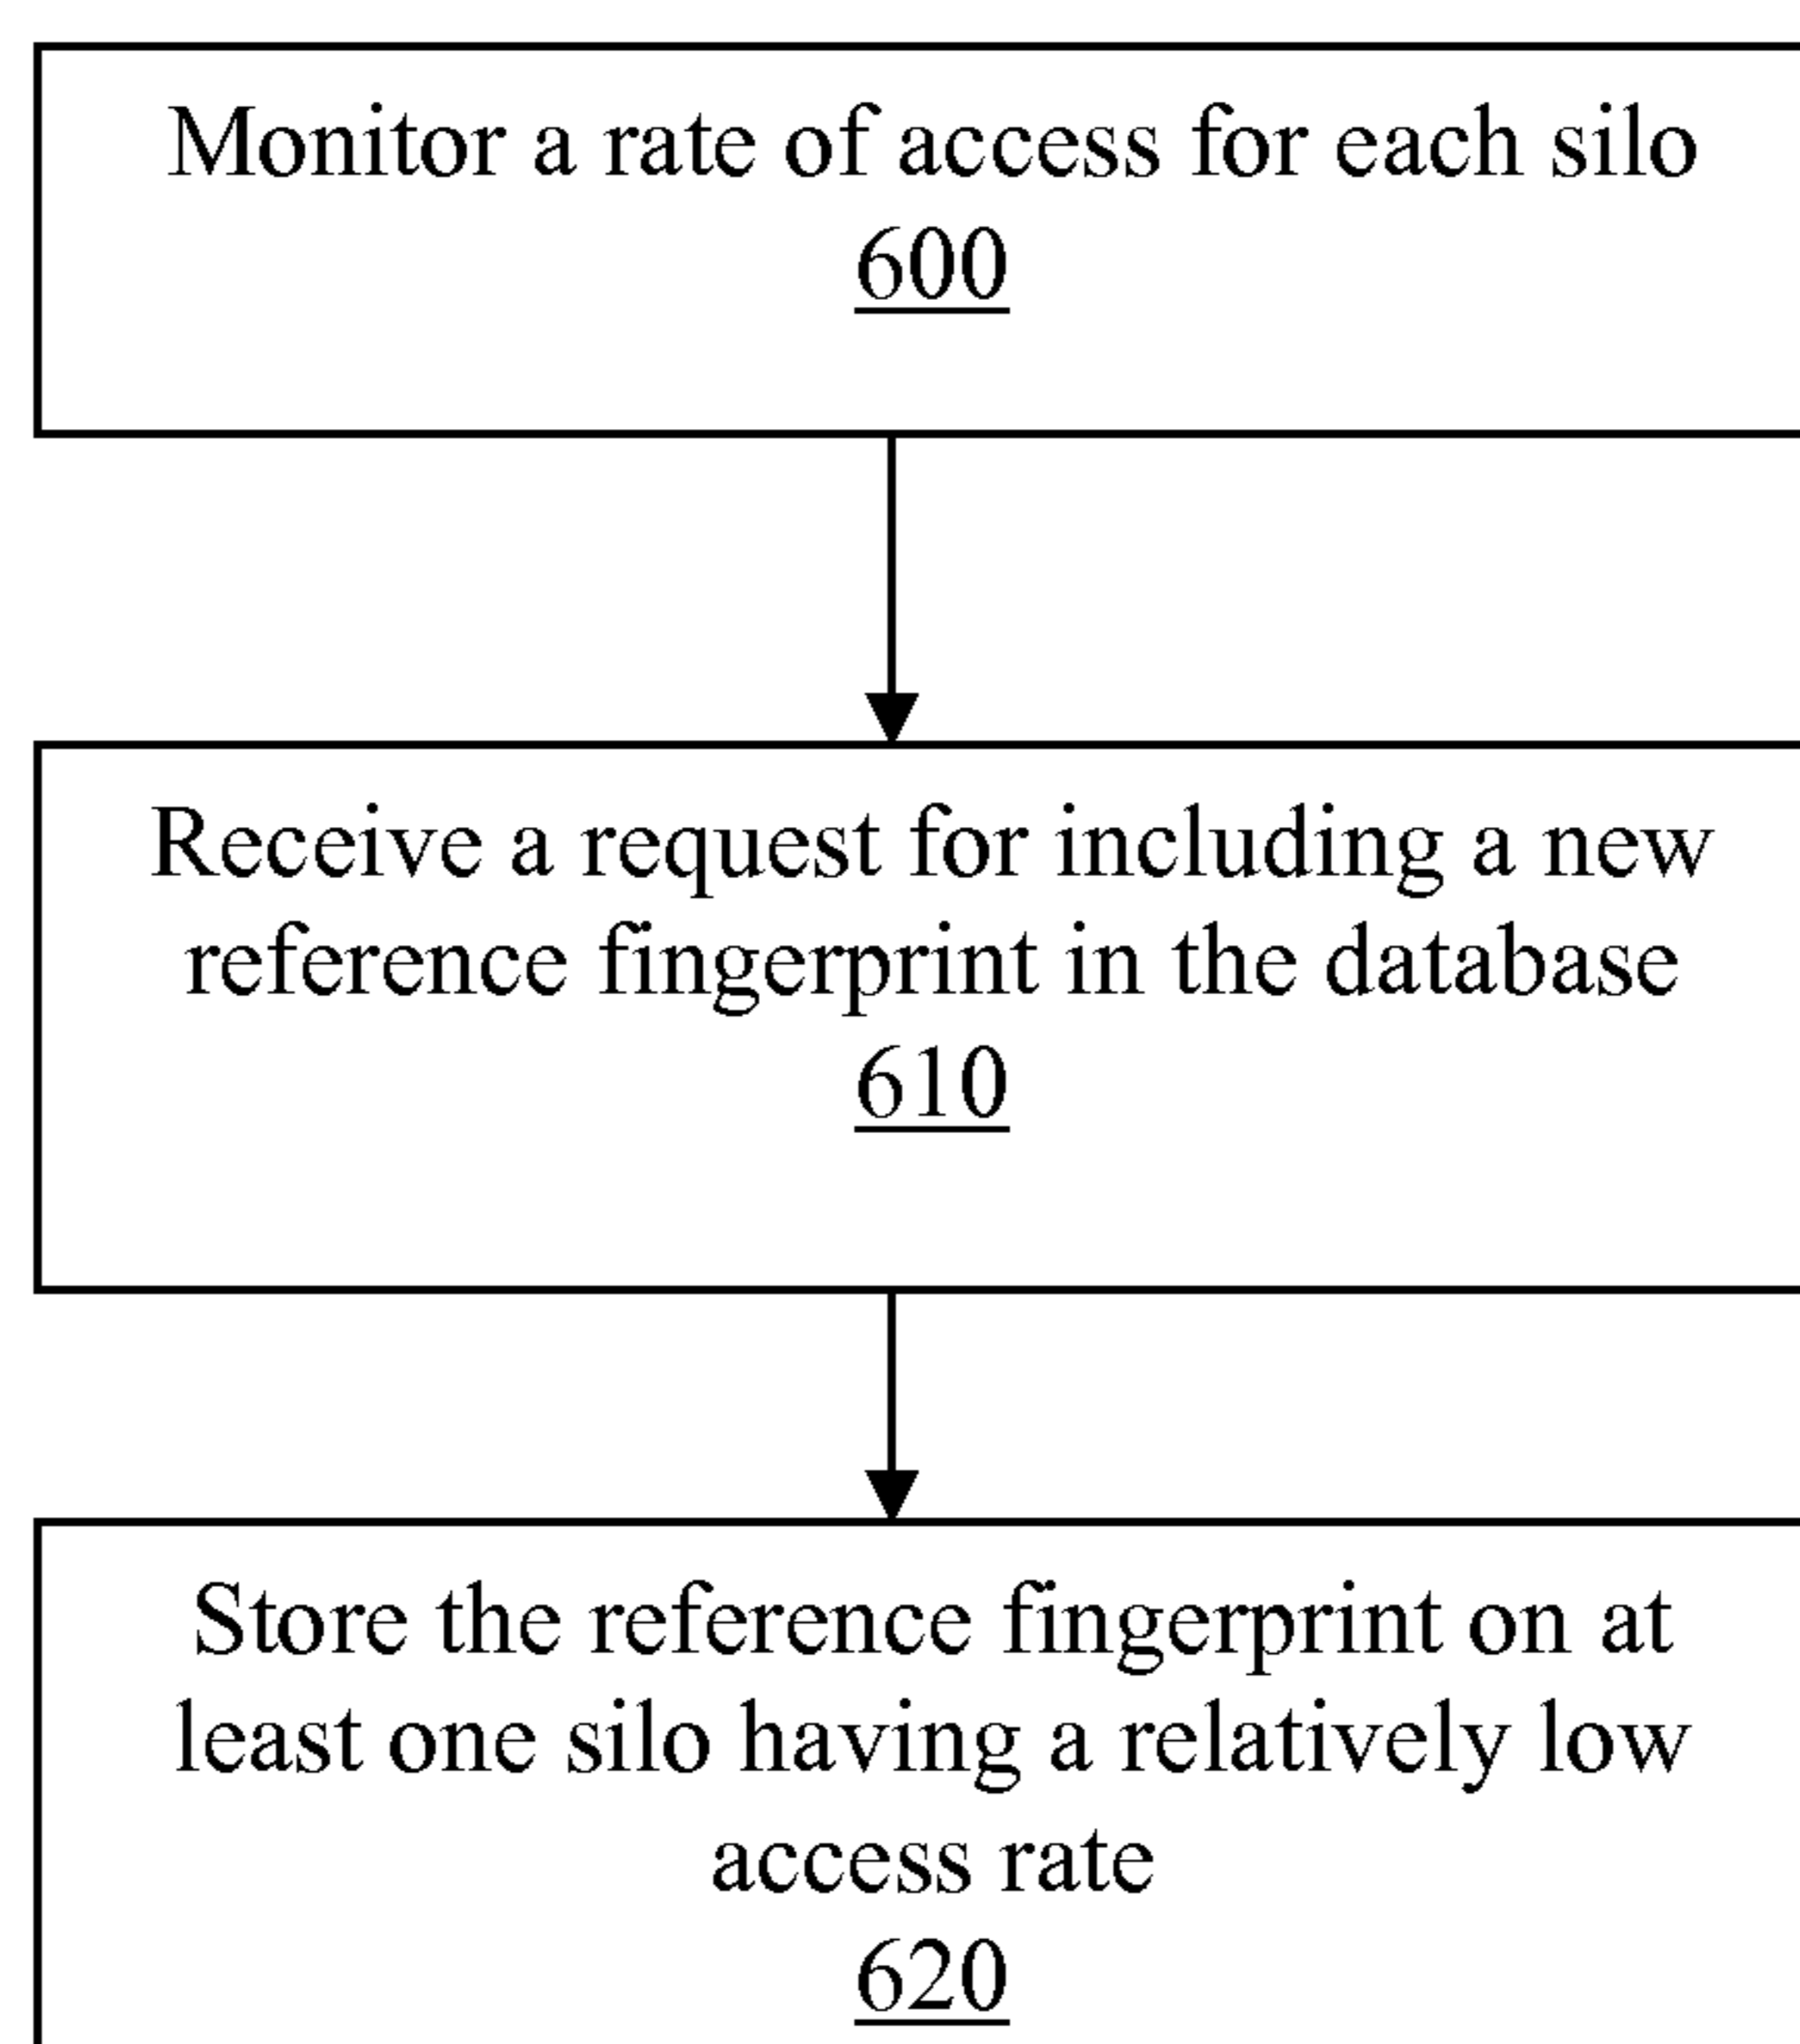 Monitor a rate of access for each silo
600
Receive a request for including a new
reference fingerprint in the database
610
Store the reference fingerprint on at
least one silo having a relatively low
access rate
620